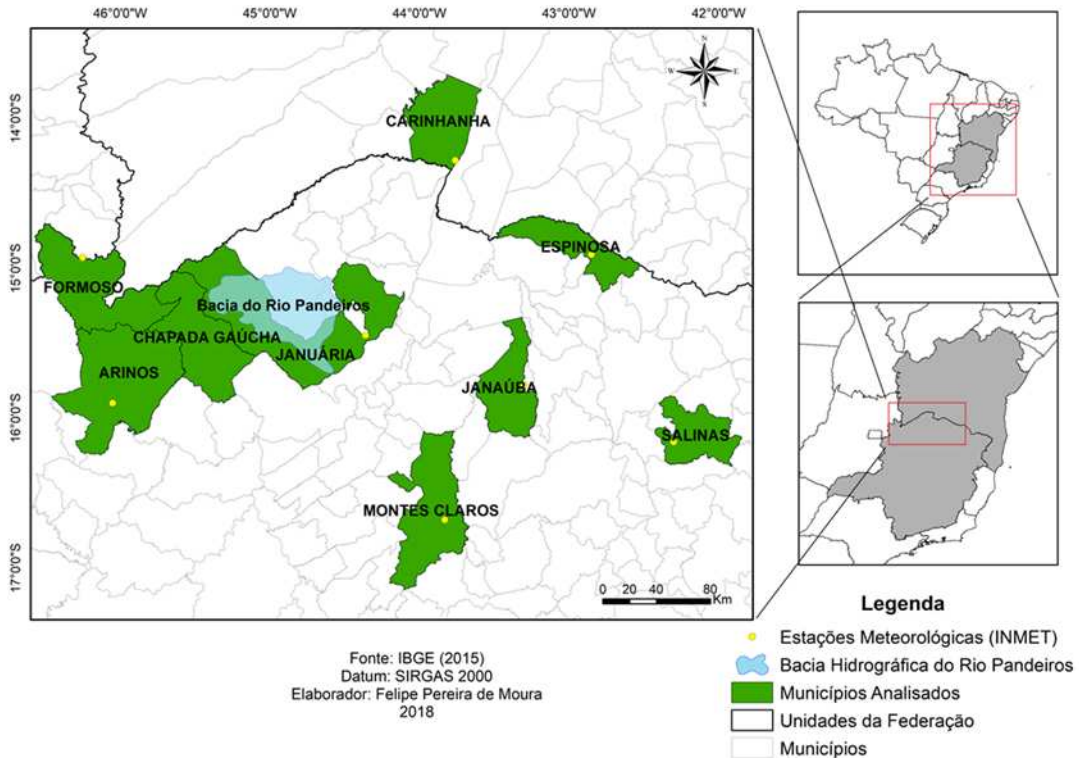 46°0'0"W 45°0'0"W 44°0'0"W 43°0'0"W 42°0'0"W
14°0'0"S
15°0'0"S
16°0'0"S
17°0'0"S
N
W E
S
CARINHANHA
ESPINOSA
FORMOSO
Bacia do Rio Pandeiros
CHAPADA GAÚCHA
JANUÁRIA
ARINOS
JANAÚBA
SALINAS
MONTES CLAROS
0 20 40 80
Km
Fonte: IBGE (2015)
Datum: SIRGAS 2000
Elaborador: Felipe Pereira de Moura
2018
Legenda
Estações Meteorológicas (INMET)
Bacia Hidrográfica do Rio Pandeiros
Municípios Analisados
Unidades da Federação
Municípios